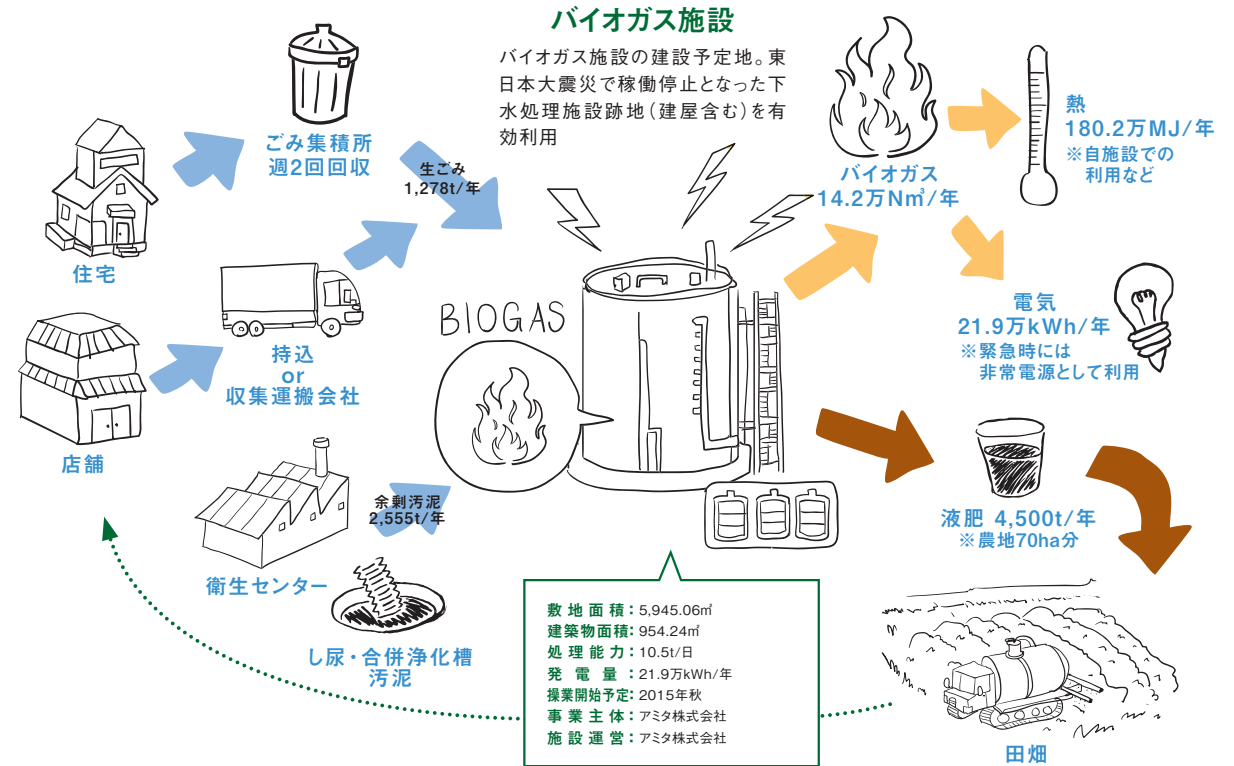 バイオガス施設
バイオガス施設の建設予定地。東
日本大震災で稼働停止となった下
水処理施設跡地（建屋含む）を有
効利用
ごみ集積所
週2回回収
生ごみ
1,278t/年
住宅
持込
or
収集運搬会社
店舗
余剰汚泥
2,555t/年
衛生センター
し尿・合併浄化槽
汚泥
BIOGAS
バイオガス
14.2万N㎥/年
熱
180.2万MJ/年
※自施設での
利用など
電気
21.9万kWh/年
※緊急時には
非常電源として利用
液肥 4,500t/年
※農地70ha分
田畑
敷地面積：5,945.06㎡
建築物面積：954.24㎡
処理能力：10.5t/日
発電量：21.9万kWh/年
操業開始予定：2015年秋
事業主体：アミタ株式会社
施設運営：アミタ株式会社